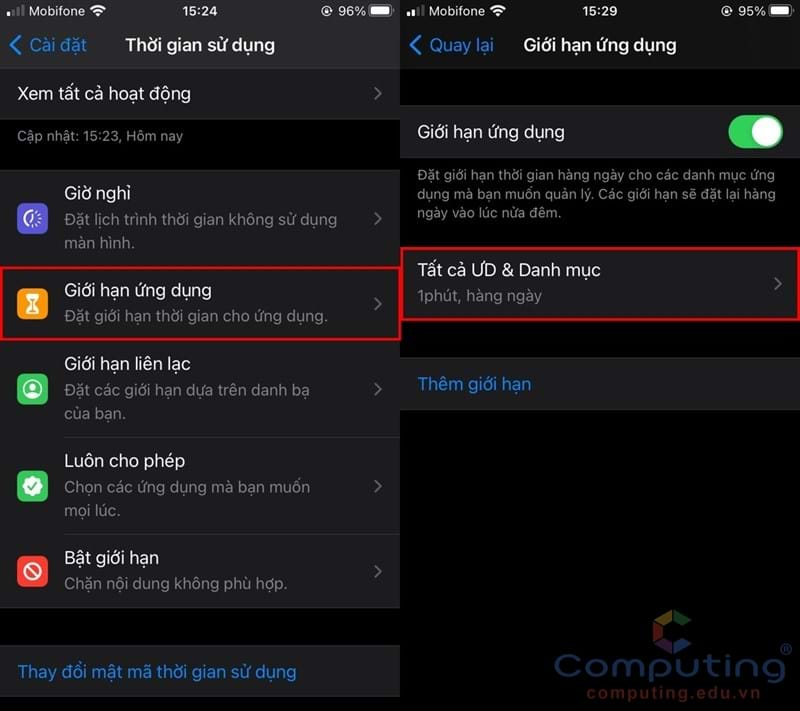 Mobifone 15:24 96%
Cài đặt Thời gian sử dụng
Xem tất cả hoạt động
Cập nhật: 15:23, Hôm nay
Giờ nghỉ
Đặt lịch trình thời gian không sử dụng
màn hình.
Giới hạn ứng dụng
Đặt giới hạn thời gian cho ứng dụng.
Giới hạn liên lạc
Đặt các giới hạn dựa trên danh bạ
của bạn.
Luôn cho phép
Chọn các ứng dụng mà bạn muốn
mọi lúc.
Bật giới hạn
Chặn nội dung không phù hợp.
Thay đổi mật mã thời gian sử dụng
Mobifone 15:29 95%
Quay lại Giới hạn ứng dụng
Giới hạn ứng dụng
Đặt giới hạn thời gian hàng ngày cho các danh mục ứng
dụng mà bạn muốn quản lý. Các giới hạn sẽ đặt lại hàng
ngày vào lúc nửa đêm.
Tất cả ƯD & Danh mục
1phút, hàng ngày
Thêm giới hạn
Computing®
computing.edu.vn